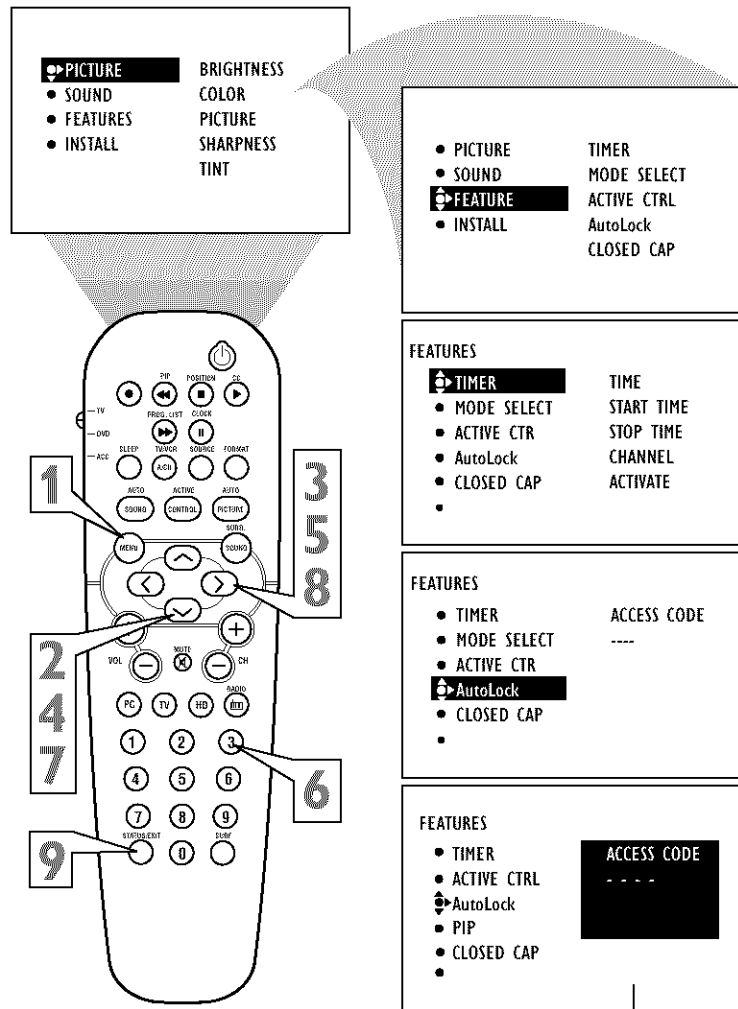 PICTURE BRIGHTNESS
SOUND COLOR
FEATURES PICTURE
INSTALL SHARPNESS
TINT
PICTURE TIMER
SOUND MODE SELECT
FEATURE ACTIVE CTRL
INSTALL AutoLock
CLOSED CAP
FEATURES
TIMER TIME
MODE SELECT START TIME
ACTIVE CTR STOP TIME
AutoLock CHANNEL
CLOSED CAP ACTIVATE
FEATURES
TIMER ACCESS CODE
MODE SELECT ----
ACTIVE CTR
AutoLock
CLOSED CAP
FEATURES
TIMER ACCESS CODE
ACTIVE CTRL - - - -
AutoLock
PIP
CLOSED CAP
PIP POSITION CC
TV
PROG. LIST CLOCK
DVD
ACC
SLEEP TV/VCR SOURCE FORMAT
A/CH
AUTO ACTIVE AUTO
SOUND CONTROL PICTURE
SURR.
MENU SOUND
VOL MUTE CH
RADIO
PC TV HD
1 2 3
4 5 6
7 8 9
STATUS/EXIT SURF
0
1
2
4
7
9
3
5
8
6